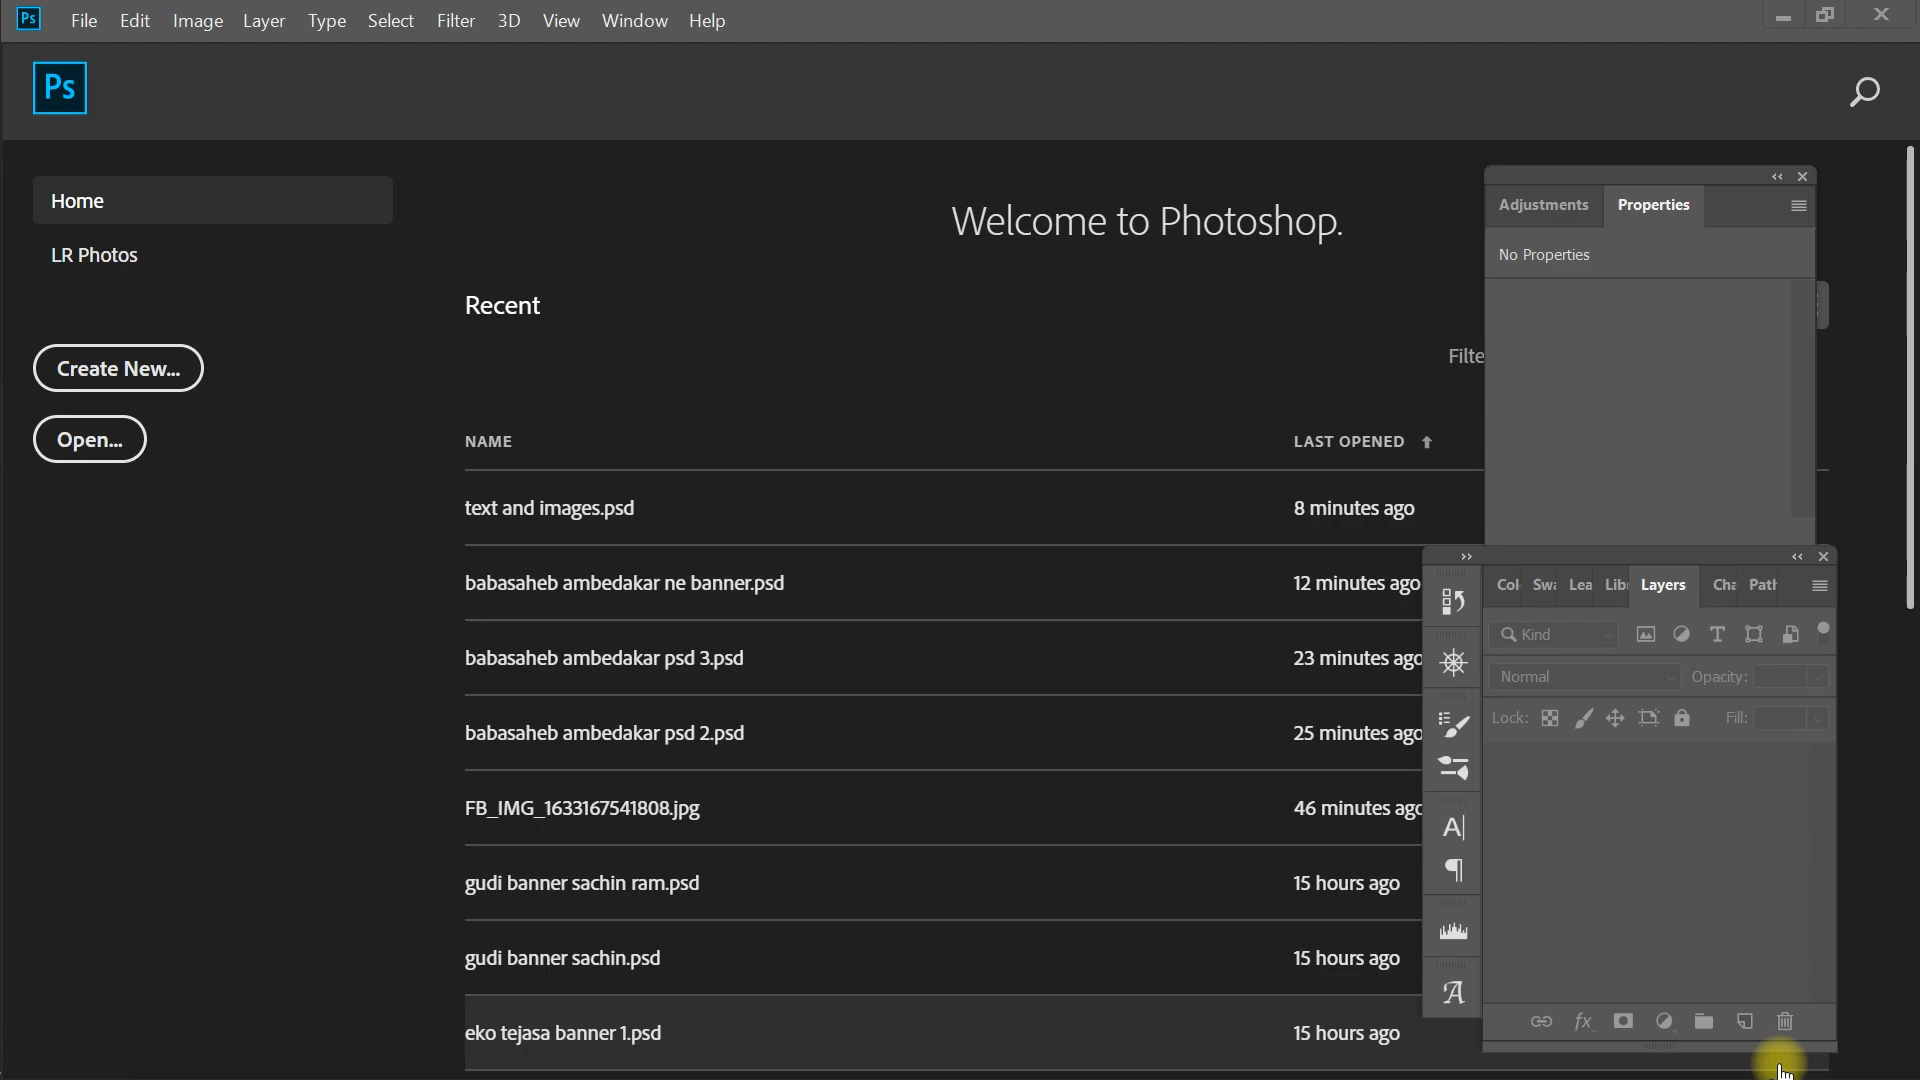 Ps File Edit Image Layer Type Select Filter 3D View Window Help
Ps
Home
LR Photos
Create New...
Open...
Welcome to Photoshop.
Recent
Filte
NAME LAST OPENED
text and images.psd 8 minutes ago
babasaheb ambedakar ne banner.psd 12 minutes ago
babasaheb ambedakar psd 3.psd 23 minutes ago
babasaheb ambedakar psd 2.psd 25 minutes ago
FB_IMG_1633167541808.jpg 46 minutes ago
gudi banner sachin ram.psd 15 hours ago
gudi banner sachin.psd 15 hours ago
eko tejasa banner 1.psd 15 hours ago
Adjustments Properties
No Properties
Col Swa Lea Libr Layers Cha Path
Kind
Normal Opacity:
Lock: Fill:
fx